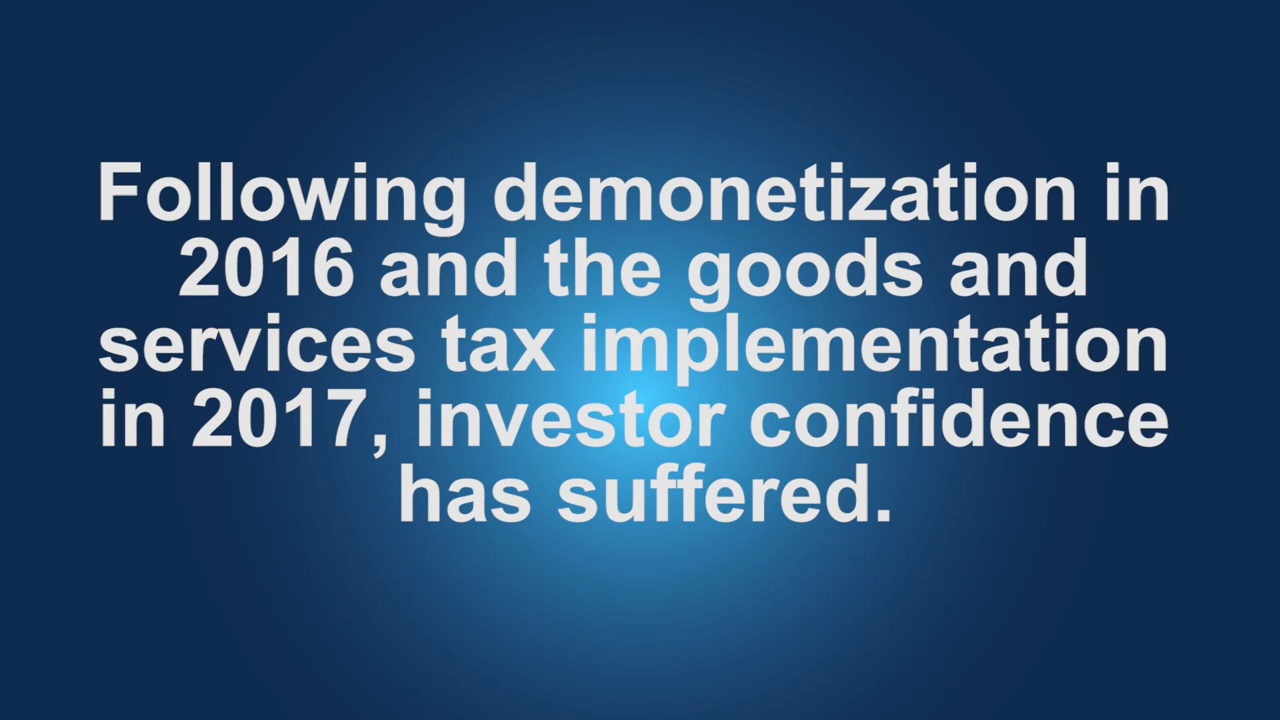 Following demonetization in
2016 and the goods and
services tax implementation
in 2017, investor confidence
has suffered.